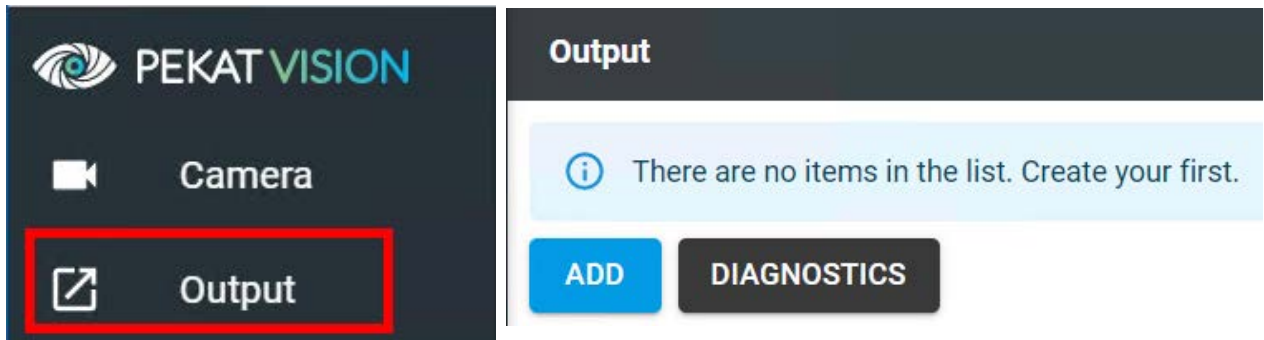 PEKAT VISION
Camera
Output
Output
There are no items in the list. Create your first.
ADD
DIAGNOSTICS